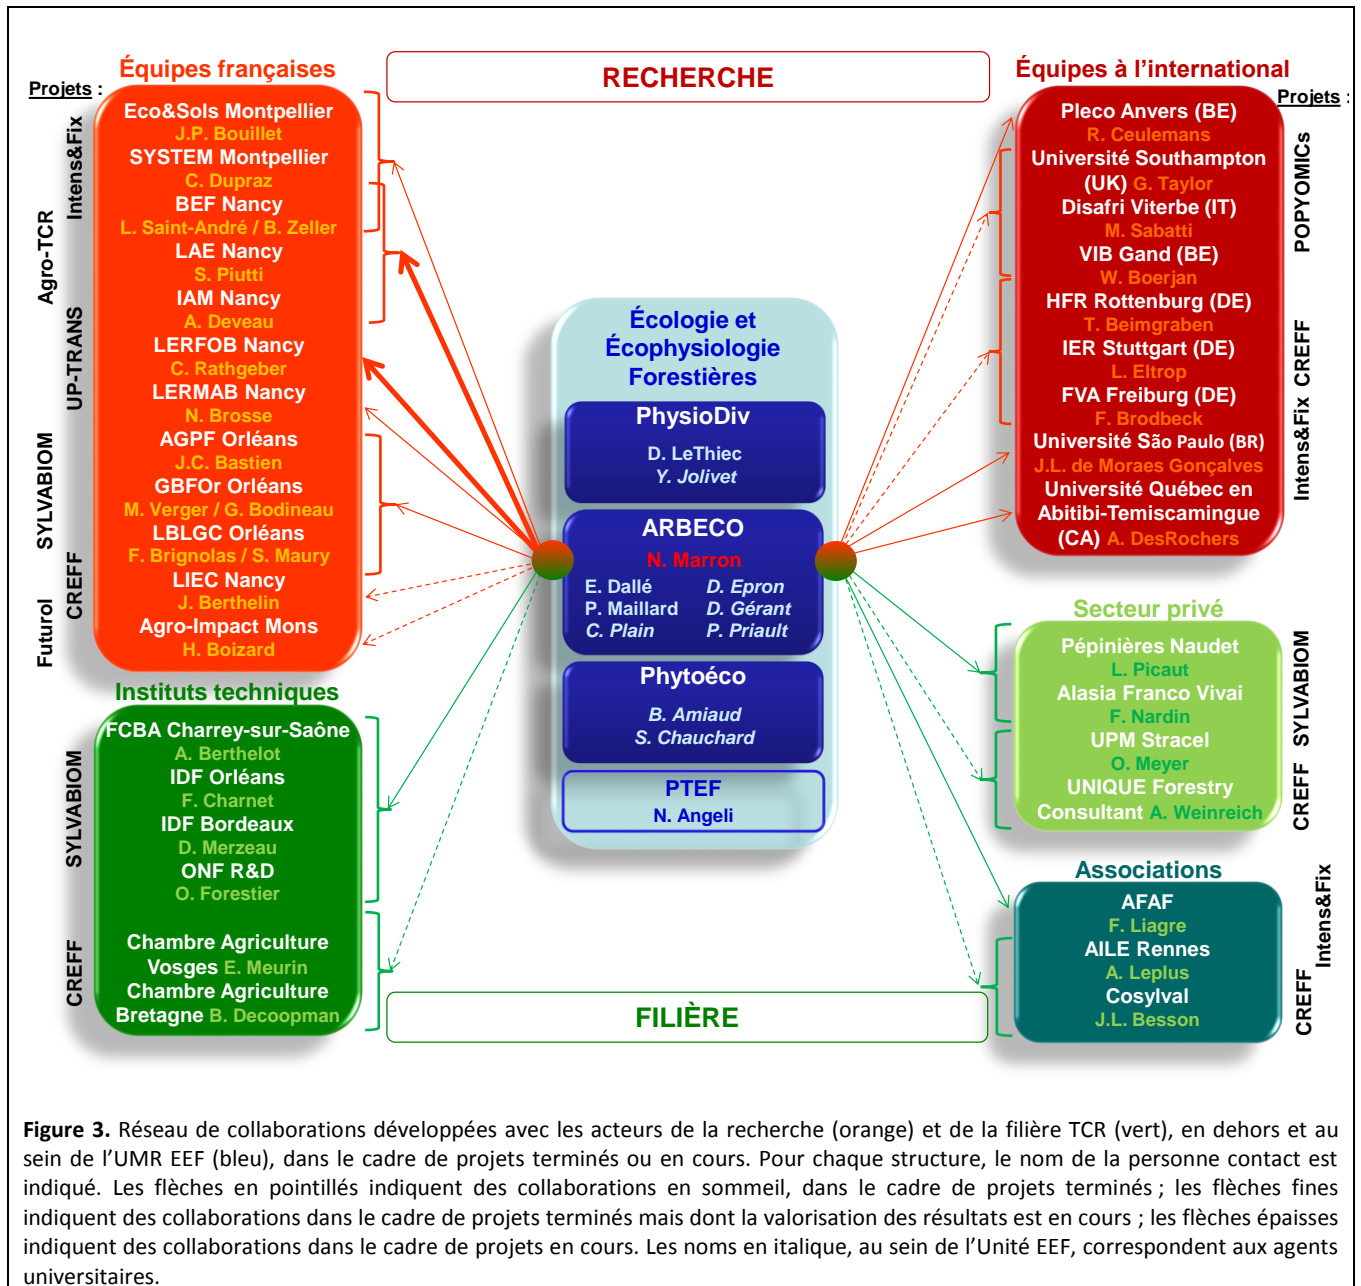 RECHERCHE
Équipes françaises
Projets :
Eco&Sols Montpellier
J.P. Bouillet
SYSTEM Montpellier
C. Dupraz
BEF Nancy
L. Saint-André / B. Zeller
LAE Nancy
S. Piutti
IAM Nancy
A. Deveau
LERFOB Nancy
C. Rathgeber
LERMAB Nancy
N. Brosse
AGPF Orléans
J.C. Bastien
GBFOr Orléans
M. Verger / G. Bodineau
LBLGC Orléans
F. Brignolas / S. Maury
LIEC Nancy
J. Berthelin
Agro-Impact Mons
H. Boizard
Intens&Fix
Agro-TCR
UP-TRANS
SYLVABIOM
CREFF
Futurol
Instituts techniques
FCBA Charrey-sur-Saône
A. Berthelot
IDF Orléans
F. Charnet
IDF Bordeaux
D. Merzeau
ONF R&D
O. Forestier
Chambre Agriculture
Vosges E. Meurin
Chambre Agriculture
Bretagne B. Decoopman
SYLVABIOM
CREFF
Écologie et
Écophysiologie
Forestières
PhysioDiv
D. LeThiec
Y. Jolivet
ARBECO
N. Marron
E. Dallé D. Epron
P. Maillard D. Gérant
C. Plain P. Priault
Phytoéco
B. Amiaud
S. Chauchard
PTEF
N. Angeli
FILIÈRE
Équipes à l'international
Projets :
Pleco Anvers (BE)
R. Ceulemans
Université Southampton
(UK) G. Taylor
Disafri Viterbe (IT)
M. Sabatti
VIB Gand (BE)
W. Boerjan
HFR Rottenburg (DE)
T. Beimgraben
IER Stuttgart (DE)
L. Eltrop
FVA Freiburg (DE)
F. Brodbeck
Université São Paulo (BR)
J.L. de Moraes Gonçalves
Université Québec en
Abitibi-Temiscamingue
(CA) A. DesRochers
POPYOMICs
CREFF
Intens&Fix
Secteur privé
Pépinières Naudet
L. Picaut
Alasia Franco Vivai
F. Nardin
UPM Stracel
O. Meyer
UNIQUE Forestry
Consultant A. Weinreich
SYLVABIOM
CREFF
Associations
AFAF
F. Liagre
AILE Rennes
A. Leplus
Cosylval
J.L. Besson
Intens&Fix
CREFF
Figure 3. Réseau de collaborations développées avec les acteurs de la recherche (orange) et de la filière TCR (vert), en dehors et au
sein de l'UMR EEF (bleu), dans le cadre de projets terminés ou en cours. Pour chaque structure, le nom de la personne contact est
indiqué. Les flèches en pointillés indiquent des collaborations en sommeil, dans le cadre de projets terminés ; les flèches fines
indiquent des collaborations dans le cadre de projets terminés mais dont la valorisation des résultats est en cours ; les flèches épaisses
indiquent des collaborations dans le cadre de projets en cours. Les noms en italique, au sein de l'Unité EEF, correspondent aux agents
universitaires.